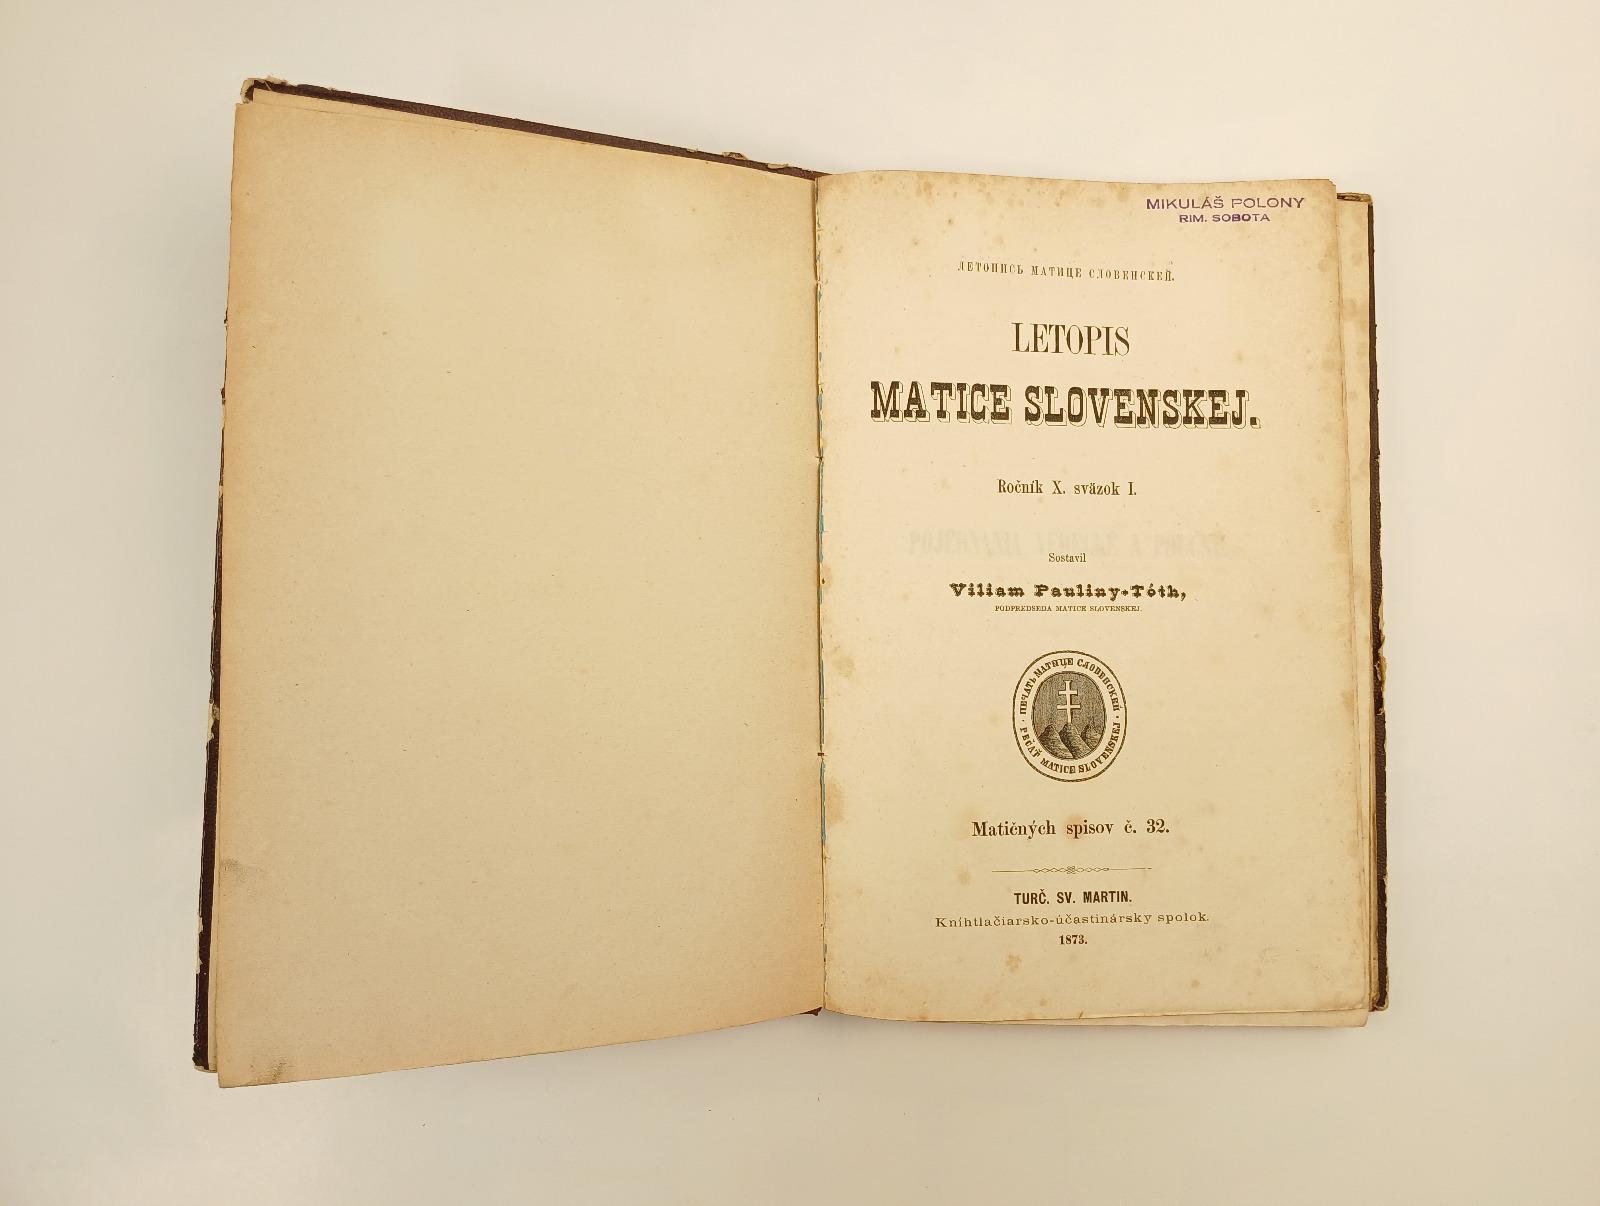 MIKULÁŠ POLONY
RIM. SOBOTA
ЛЕТОПИСЬ МАТИЦЕ СЛОВЕНСКЕЙ.
LETOPIS
MATICE SLOVENSKEJ.
Ročník X. sväzok I.
Sostavil
Viliam Pauliny-Tóth,
PODPREDSEDA MATICE SLOVENSKEJ.
ПЕЧАТЬ МАТИЦЕ СЛОВЕНСКЕЙ
PEČAŤ MATICE SLOVENSKEJ
Matičných spisov č. 32.
TURČ. SV. MARTIN.
Kníhtlačiarsko-účastinársky spolok.
1873.